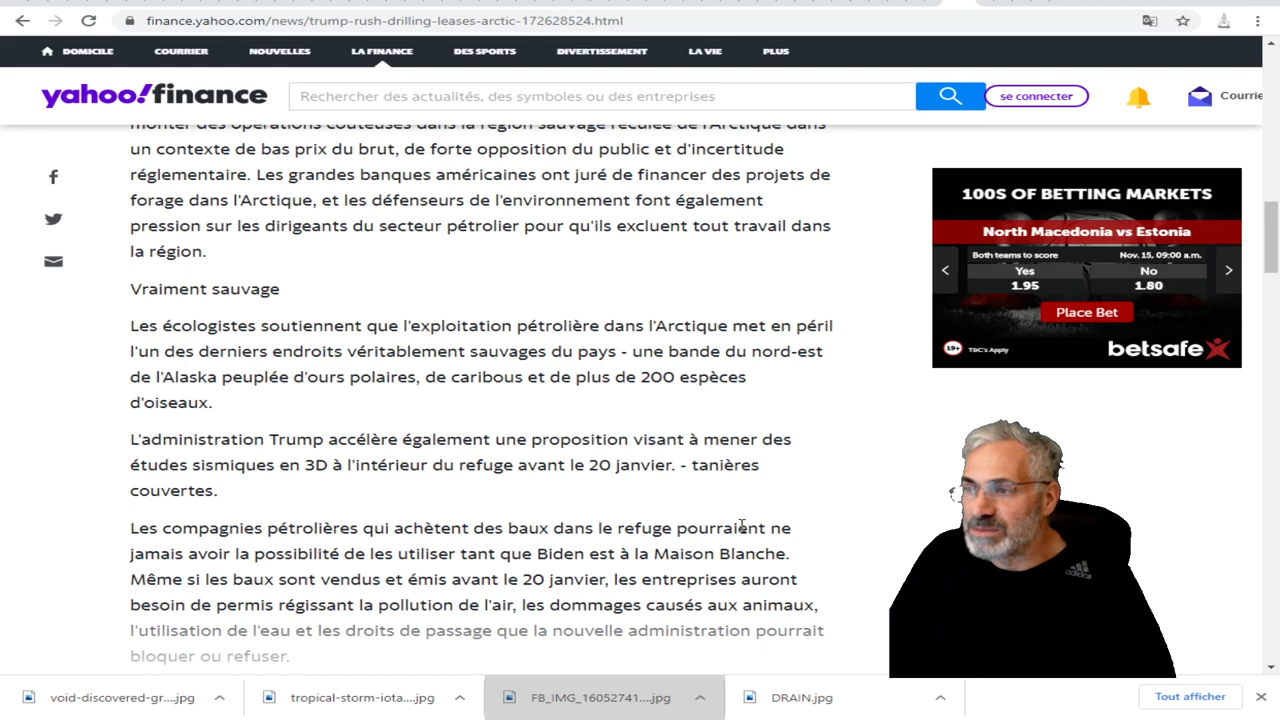 finance.yahoo.com/news/trump-rush-drilling-leases-arctic-172628524.html
DOMICILE COURRIER NOUVELLES LA FINANCE DES SPORTS DIVERTISSEMENT LA VIE PLUS
yahoo!finance
Rechercher des actualités, des symboles ou des entreprises
se connecter
Courrie
monter des opérations coûteuses dans la région sauvage reculée de l'Arctique dans
un contexte de bas prix du brut, de forte opposition du public et d'incertitude
réglementaire. Les grandes banques américaines ont juré de financer des projets de
forage dans l'Arctique, et les défenseurs de l'environnement font également
pression sur les dirigeants du secteur pétrolier pour qu'ils excluent tout travail dans
la région.
Vraiment sauvage
Les écologistes soutiennent que l'exploitation pétrolière dans l'Arctique met en péril
l'un des derniers endroits véritablement sauvages du pays - une bande du nord-est
de l'Alaska peuplée d'ours polaires, de caribous et de plus de 200 espèces
d'oiseaux.
L'administration Trump accélère également une proposition visant à mener des
études sismiques en 3D à l'intérieur du refuge avant le 20 janvier. - tanières
couvertes.
Les compagnies pétrolières qui achètent des baux dans le refuge pourraient ne
jamais avoir la possibilité de les utiliser tant que Biden est à la Maison Blanche.
Même si les baux sont vendus et émis avant le 20 janvier, les entreprises auront
besoin de permis régissant la pollution de l'air, les dommages causés aux animaux,
l'utilisation de l'eau et les droits de passage que la nouvelle administration pourrait
bloquer ou refuser.
100S OF BETTING MARKETS
North Macedonia vs Estonia
Both teams to score Nov. 15, 09:00 a.m.
Yes No
1.95 1.80
Place Bet
19+ T&C's Apply betsafe
adidas
void-discovered-gr....jpg
tropical-storm-iota....jpg
FB_IMG_16052741....jpg
DRAIN.jpg
Tout afficher